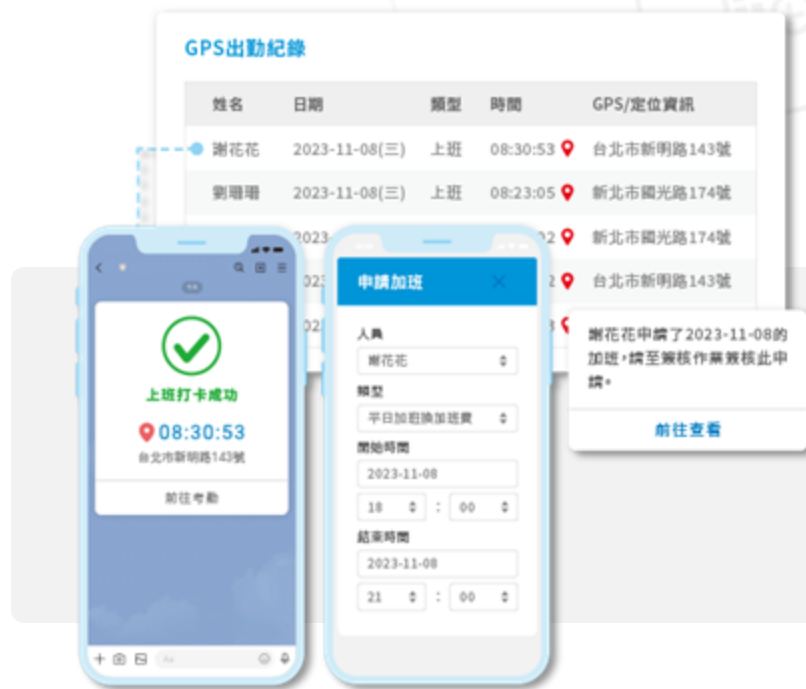 GPS出勤紀錄
姓名 日期 類型 時間 GPS/定位資訊
謝花花 2023-11-08(三) 上班 08:30:53 台北市新明路143號
劉珊珊 2023-11-08(三) 上班 08:23:05 新北市國光路174號
2023- 2 新北市國光路174號
2 台北市新明路143號
上班打卡成功
08:30:53
台北市新明路143號
前往考勤
Aa
申請加班
人員
謝花花
類型
平日加班換加班費
開始時間
2023-11-08
18 : 00
結束時間
2023-11-08
21 : 00
謝花花申請了2023-11-08的
加班,請至簽核作業簽核此申
請。
前往查看